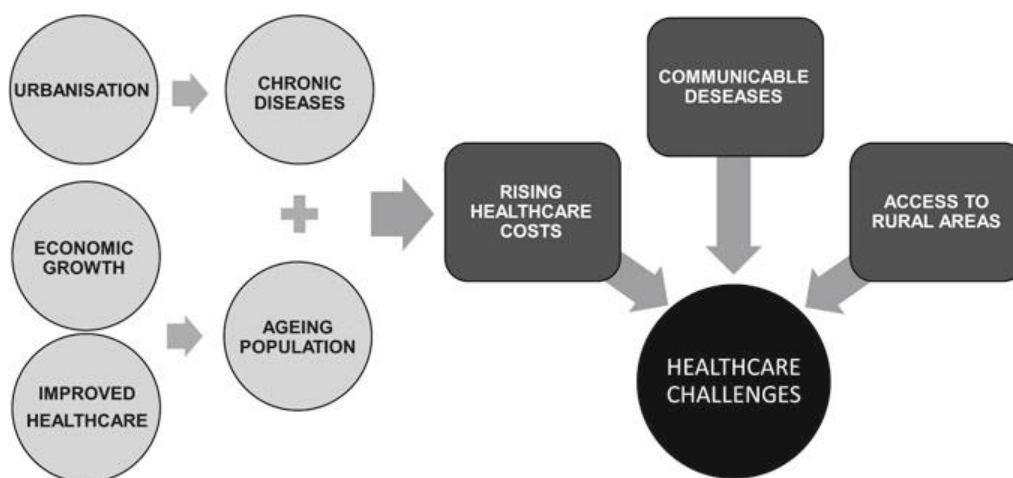 URBANISATION
CHRONIC
DISEASES
ECONOMIC
GROWTH
IMPROVED
HEALTHCARE
AGEING
POPULATION
RISING
HEALTHCARE
COSTS
COMMUNICABLE
DESEASES
ACCESS TO
RURAL AREAS
HEALTHCARE
CHALLENGES